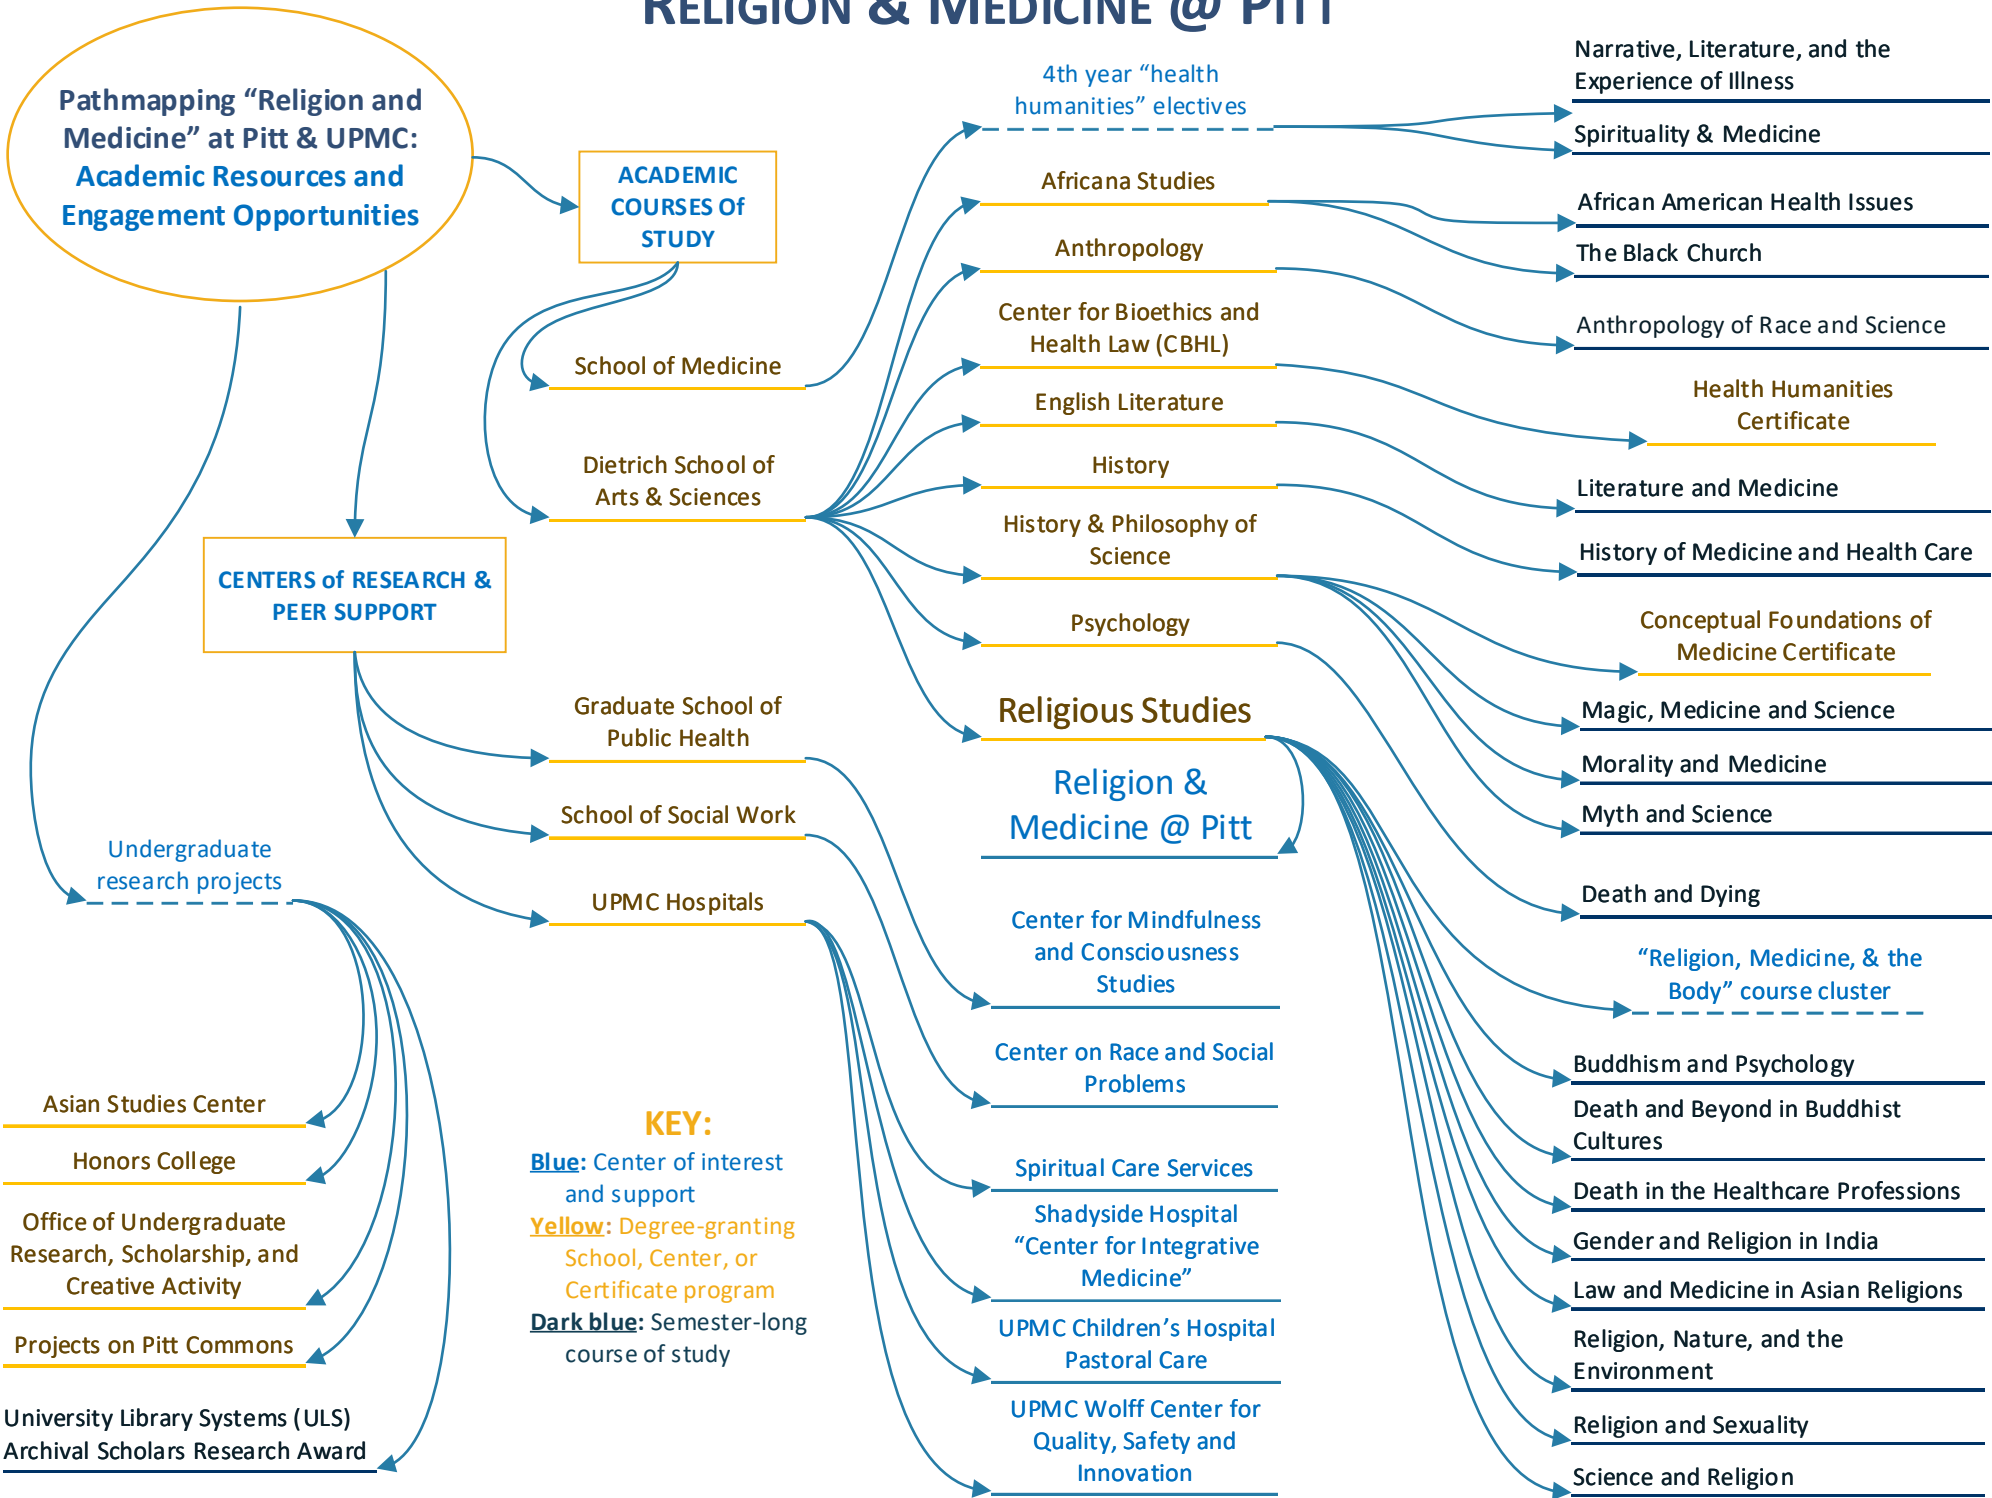 RELIGION & MEDICINE @ PITT
Pathmapping “Religion and
Medicine” at Pitt & UPMC:
Academic Resources and
Engagement Opportunities
ACADEMIC
COURSES Of
STUDY
School of Medicine
Dietrich School of
Arts & Sciences
CENTERS of RESEARCH &
PEER SUPPORT
Graduate School of
Public Health
School of Social Work
UPMC Hospitals
Undergraduate
research projects
Asian Studies Center
Honors College
Office of Undergraduate
Research, Scholarship, and
Creative Activity
Projects on Pitt Commons
University Library Systems (ULS)
Archival Scholars Research Award
KEY:
Blue: Center of interest
and support
Yellow: Degree-granting
School, Center, or
Certificate program
Dark blue: Semester-long
course of study
4th year “health
humanities” electives
Africana Studies
Anthropology
Center for Bioethics and
Health Law (CBHL)
English Literature
History
History & Philosophy of
Science
Psychology
Religious Studies
Religion &
Medicine @ Pitt
Center for Mindfulness
and Consciousness
Studies
Center on Race and Social
Problems
Spiritual Care Services
Shadyside Hospital
“Center for Integrative
Medicine”
UPMC Children’s Hospital
Pastoral Care
UPMC Wolff Center for
Quality, Safety and
Innovation
Narrative, Literature, and the
Experience of Illness
Spirituality & Medicine
African American Health Issues
The Black Church
Anthropology of Race and Science
Health Humanities
Certificate
Literature and Medicine
History of Medicine and Health Care
Conceptual Foundations of
Medicine Certificate
Magic, Medicine and Science
Morality and Medicine
Myth and Science
Death and Dying
“Religion, Medicine, & the
Body” course cluster
Buddhism and Psychology
Death and Beyond in Buddhist
Cultures
Death in the Healthcare Professions
Gender and Religion in India
Law and Medicine in Asian Religions
Religion, Nature, and the
Environment
Religion and Sexuality
Science and Religion